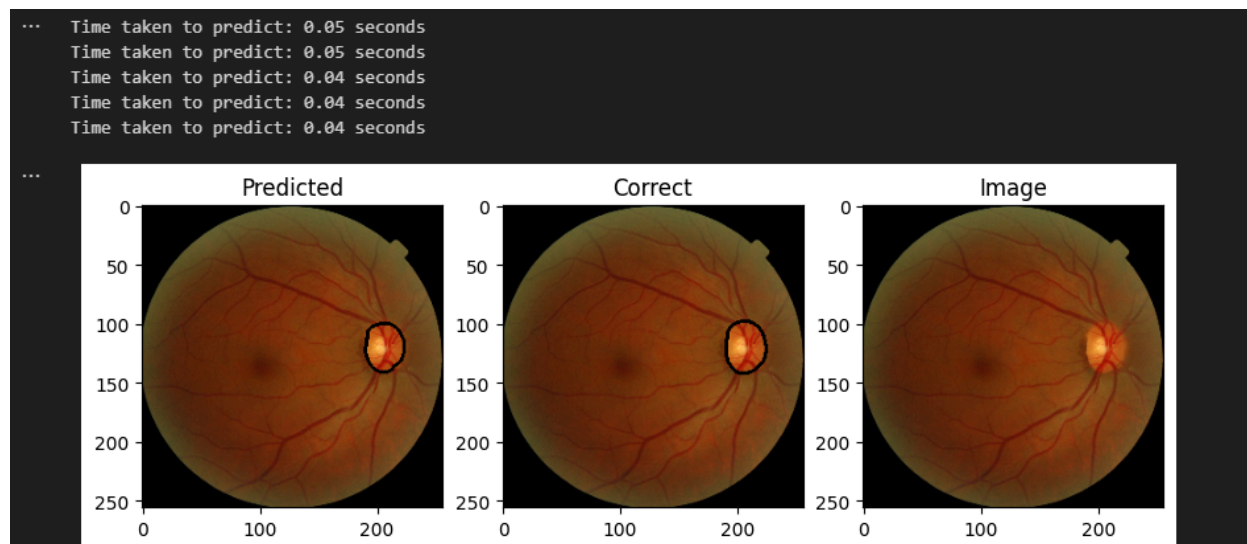 ... Time taken to predict: 0.05 seconds
Time taken to predict: 0.05 seconds
Time taken to predict: 0.04 seconds
Time taken to predict: 0.04 seconds
Time taken to predict: 0.04 seconds
...
Predicted Correct Image
0 0 0
50 50 50
100 100 100
150 150 150
200 200 200
250 250 250
0 100 200 0 100 200 0 100 200